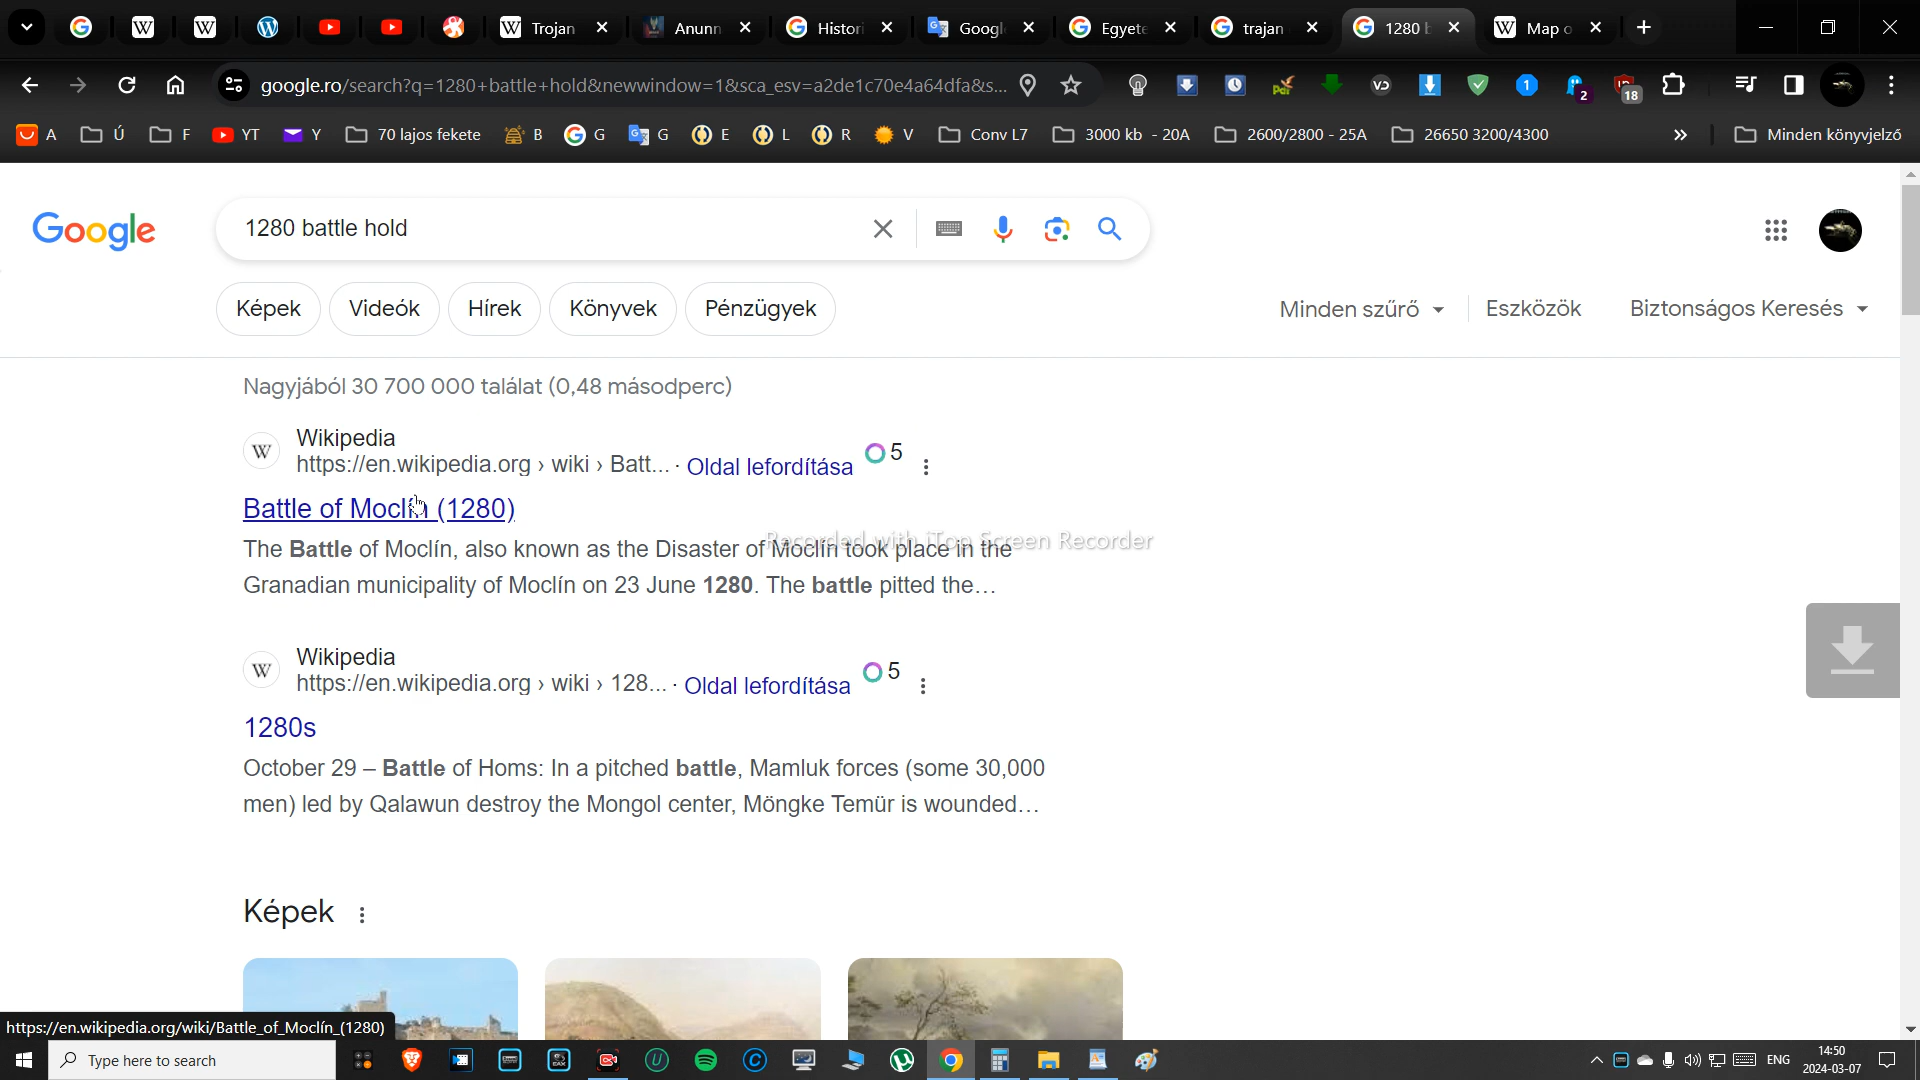 Trojan
Anunn
Histori
Googl
Egyete
trajan
1280 b
Map o
google.ro/search?q=1280+battle+hold&newwindow=1&sca_esv=a2de1c70e4a64dfa&s...
2
18
A
Ú
F
YT
Y
70 lajos fekete
B
G
G
E
L
R
V
Conv L7
3000 kb - 20A
2600/2800 - 25A
26650 3200/4300
»
Minden könyvjelző
Google
1280 battle hold
Képek
Videók
Hírek
Könyvek
Pénzügyek
Minden szűrő
Eszközök
Biztonságos Keresés
Nagyjából 30 700 000 találat (0,48 másodperc)
Wikipedia
https://en.wikipedia.org › wiki › Batt... · Oldal lefordítása
5
Battle of Moclín (1280)
The Battle of Moclín, also known as the Disaster of Moclín took place in the
Granadian municipality of Moclín on 23 June 1280. The battle pitted the...
Recorded with iTop Screen Recorder
Wikipedia
https://en.wikipedia.org › wiki › 128... · Oldal lefordítása
5
1280s
October 29 – Battle of Homs: In a pitched battle, Mamluk forces (some 30,000
men) led by Qalawun destroy the Mongol center, Möngke Temür is wounded...
Képek
https://en.wikipedia.org/wiki/Battle_of_Moclín_(1280)
Type here to search
ENG
14:50
2024-03-07